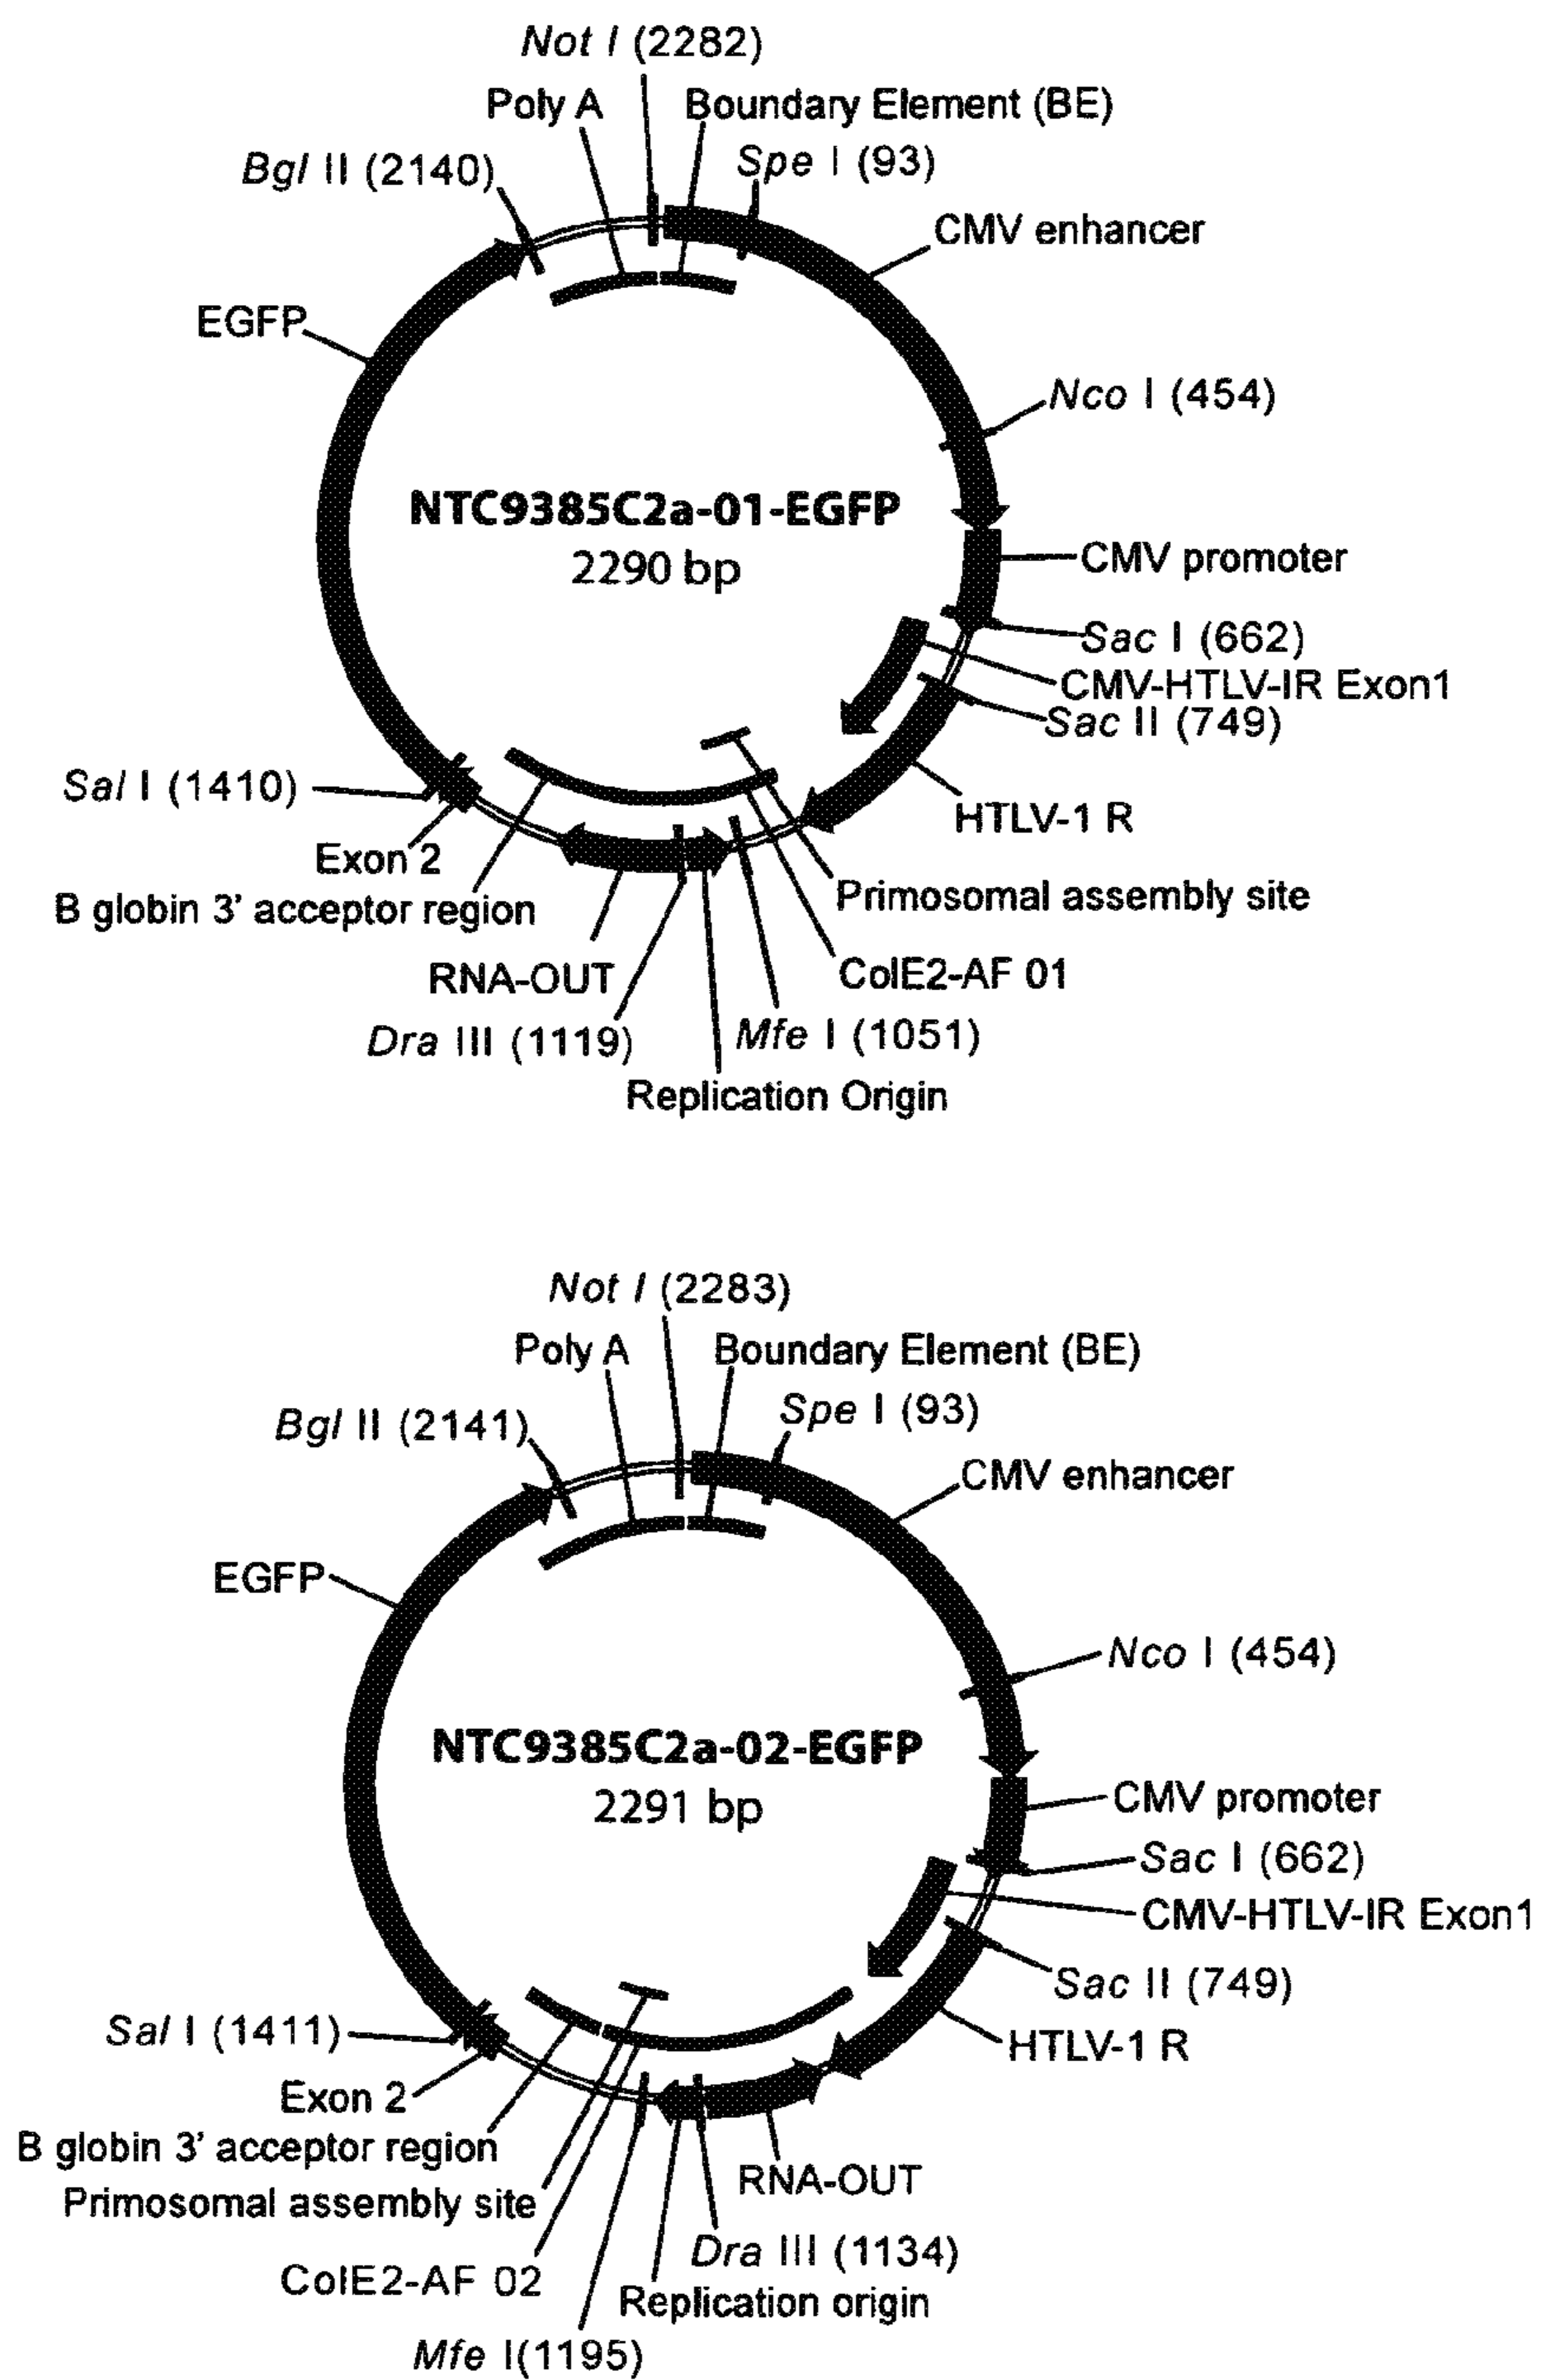 Not I (2282)
Poly A
Boundary Element (BE)
Bgl II (2140)
Spe I (93)
CMV enhancer
EGFP
Nco I (454)
NTC9385C2a-01-EGFP
2290 bp
CMV promoter
Sac I (662)
CMV-HTLV-IR Exon1
Sac II (749)
Sal I (1410)
HTLV-1 R
Exon 2
Primosomal assembly site
B globin 3' acceptor region
RNA-OUT
ColE2-AF 01
Dra III (1119)
Mfe I (1051)
Replication Origin
Not I (2283)
Poly A
Boundary Element (BE)
Bgl II (2141)
Spe I (93)
CMV enhancer
EGFP
Nco I (454)
NTC9385C2a-02-EGFP
2291 bp
CMV promoter
Sac I (662)
CMV-HTLV-IR Exon1
Sac II (749)
Sal I (1411)
HTLV-1 R
Exon 2
B globin 3' acceptor region
RNA-OUT
Primosomal assembly site
Dra III (1134)
ColE2-AF 02
Replication origin
Mfe I(1195)